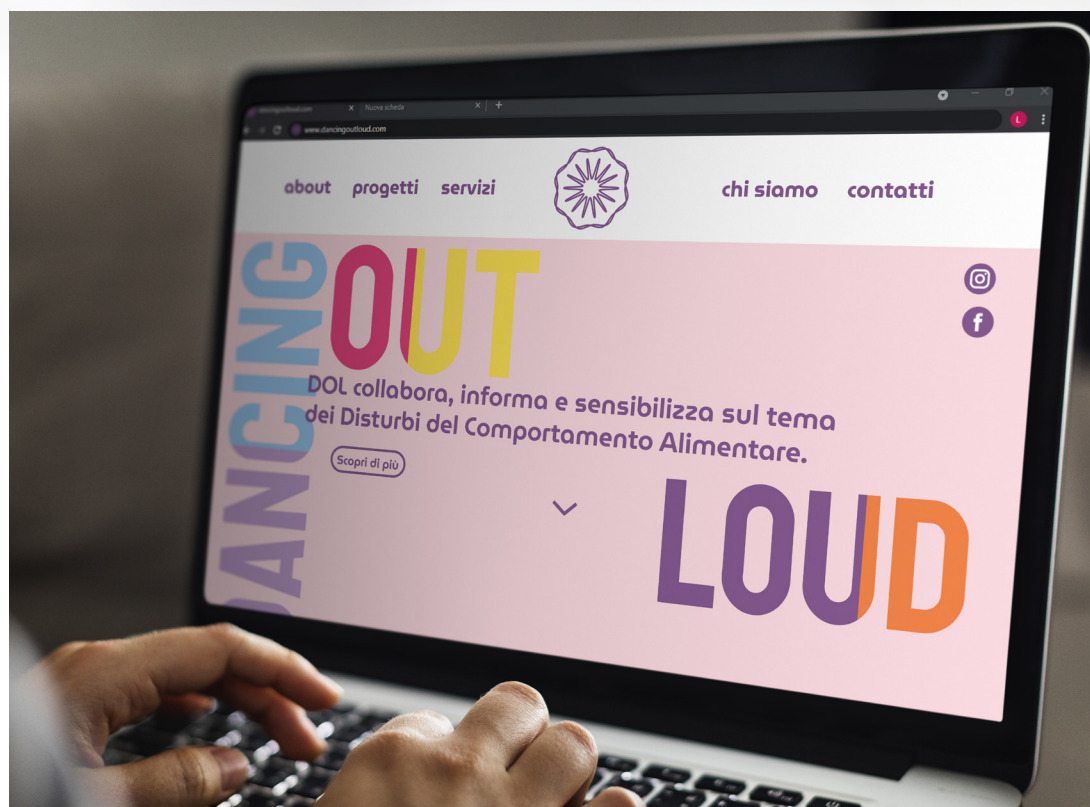 dancingoutloud.com
Nuova scheda
www.dancingoutloud.com
L
about progetti servizi chi siamo contatti
DANCING
OUT
DOL collabora, informa e sensibilizza sul tema
dei Disturbi del Comportamento Alimentare.
Scopri di più
LOUD